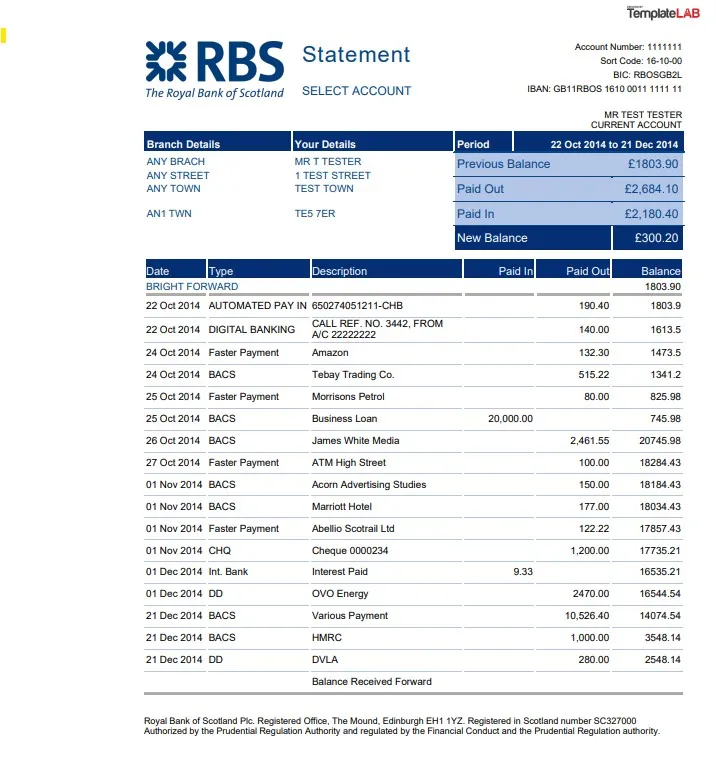 TemplateLAB
RBS
The Royal Bank of Scotland
Statement
SELECT ACCOUNT
Account Number: 1111111
Sort Code: 16-10-00
BIC: RBOSGB2L
IBAN: GB11RBOS 1610 0011 1111 11
MR TEST TESTER
CURRENT ACCOUNT
Branch Details Your Details Period 22 Oct 2014 to 21 Dec 2014
ANY BRACH MR T TESTER Previous Balance £1803.90
ANY STREET 1 TEST STREET
ANY TOWN TEST TOWN Paid Out £2,684.10
AN1 TWN TE5 7ER Paid In £2,180.40
New Balance £300.20
Date Type Description Paid In Paid Out Balance
BRIGHT FORWARD 1803.90
22 Oct 2014 AUTOMATED PAY IN 650274051211-CHB 190.40 1803.9
22 Oct 2014 DIGITAL BANKING CALL REF. NO. 3442, FROM
A/C 22222222 140.00 1613.5
24 Oct 2014 Faster Payment Amazon 132.30 1473.5
24 Oct 2014 BACS Tebay Trading Co. 515.22 1341.2
25 Oct 2014 Faster Payment Morrisons Petrol 80.00 825.98
25 Oct 2014 BACS Business Loan 20,000.00 745.98
26 Oct 2014 BACS James White Media 2,461.55 20745.98
27 Oct 2014 Faster Payment ATM High Street 100.00 18284.43
01 Nov 2014 BACS Acorn Advertising Studies 150.00 18184.43
01 Nov 2014 BACS Marriott Hotel 177.00 18034.43
01 Nov 2014 Faster Payment Abellio Scotrail Ltd 122.22 17857.43
01 Nov 2014 CHQ Cheque 0000234 1,200.00 17735.21
01 Dec 2014 Int. Bank Interest Paid 9.33 16535.21
01 Dec 2014 DD OVO Energy 2470.00 16544.54
21 Dec 2014 BACS Various Payment 10,526.40 14074.54
21 Dec 2014 BACS HMRC 1,000.00 3548.14
21 Dec 2014 DD DVLA 280.00 2548.14
Balance Received Forward
Royal Bank of Scotland Plc. Registered Office, The Mound, Edinburgh EH1 1YZ. Registered in Scotland number SC327000
Authorized by the Prudential Regulation Authority and regulated by the Financial Conduct and the Prudential Regulation authority.